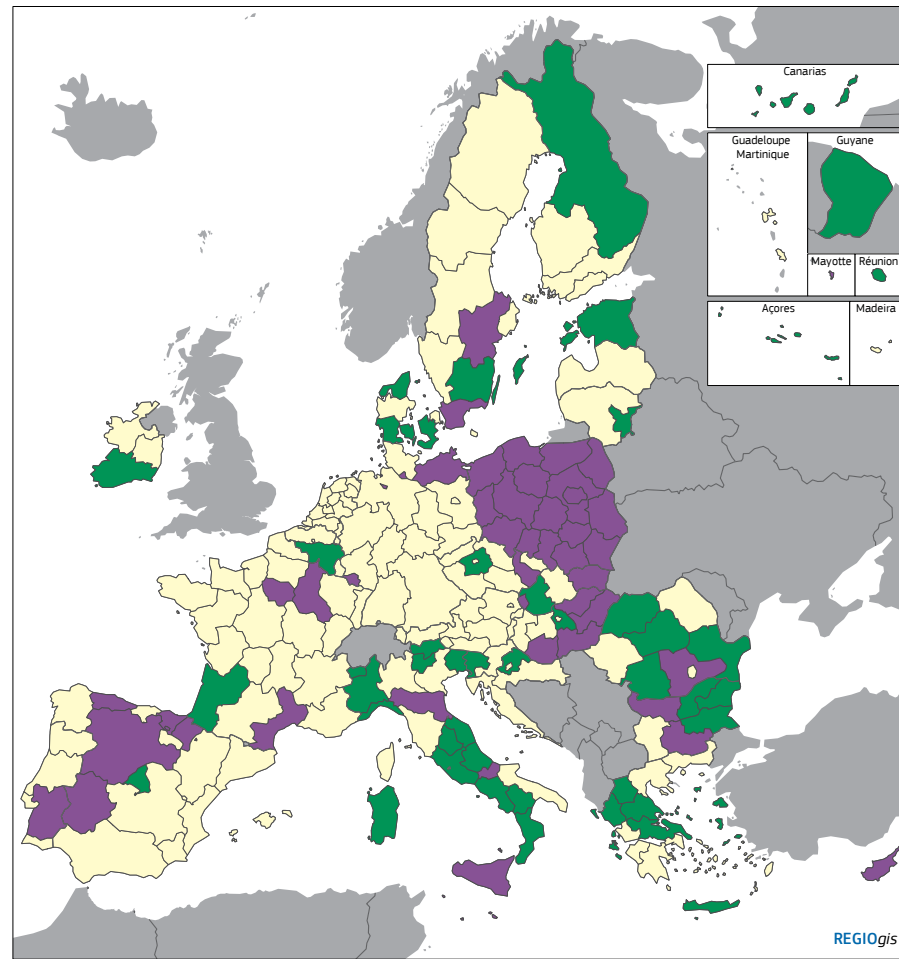 Canarias
Guadeloupe
Martinique
Guyane
Mayotte
Réunion
Açores
Madeira
REGIOgis